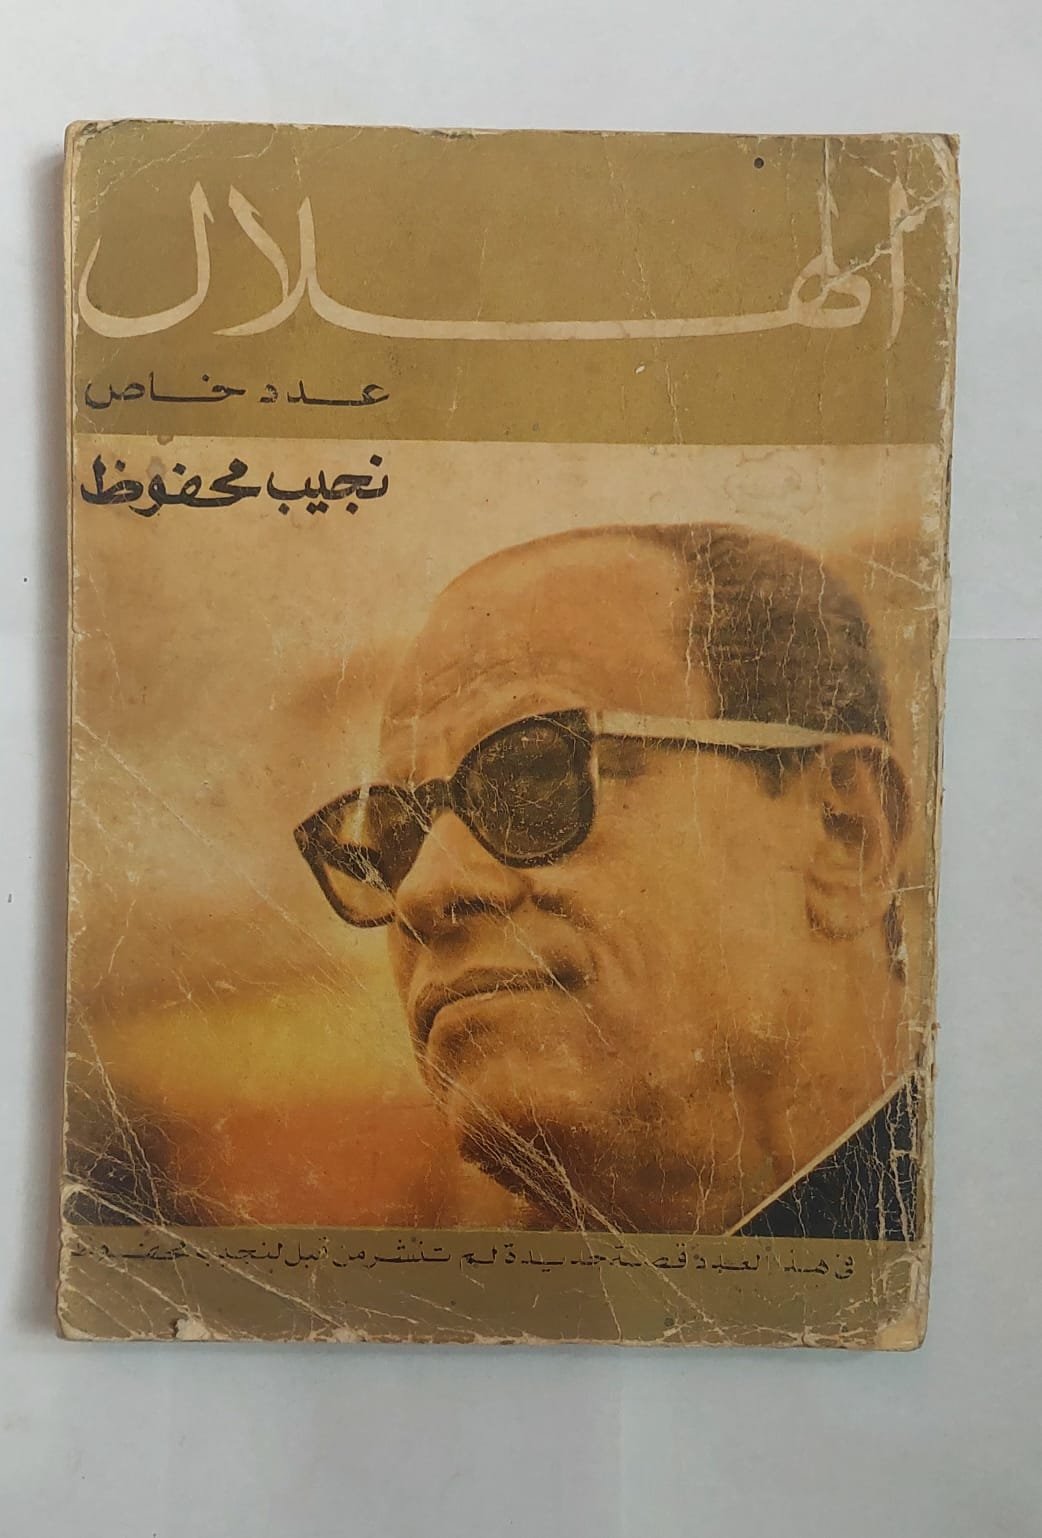 الهلال
عدد خاص
نجيب محفوظ
في هذا العدد قصة جديدة لم تنشر من قبل لنجيب محفوظ